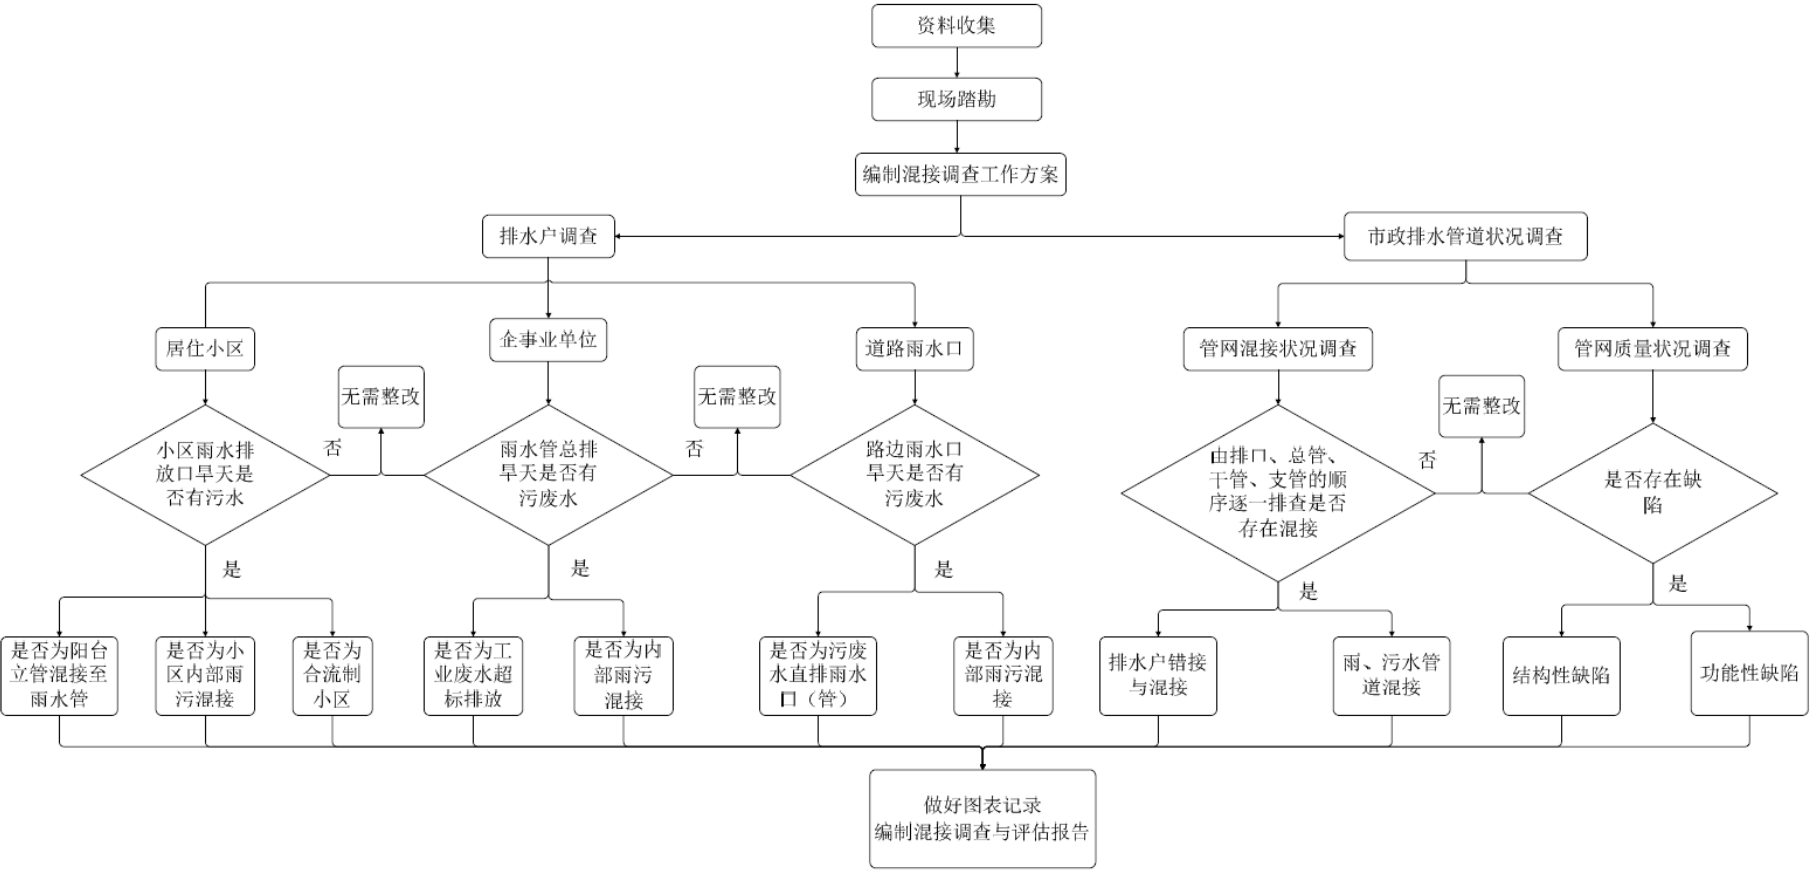 资料收集
现场踏勘
编制混接调查工作方案
排水户调查
市政排水管道状况调查
居住小区
企事业单位
道路雨水口
管网混接状况调查
管网质量状况调查
无需整改
无需整改
无需整改
小区雨水排
放口旱天是
否有污水
否
雨水管总排
旱天是否有
污废水
否
路边雨水口
旱天是否有
污废水
由排口、总管、
干管、支管的顺
序逐一排查是否
存在混接
否
是否存在缺
陷
是
是
是
是
是
是否为阳台
立管混接至
雨水管
是否为小
区内部雨
污混接
是否为
合流制
小区
是否为工
业废水超
标排放
是否为内
部雨污
混接
是否为污废
水直排雨水
口（管）
是否为内
部雨污混
接
排水户错接
与混接
雨、污水管
道混接
结构性缺陷
功能性缺陷
做好图表记录
编制混接调查与评估报告